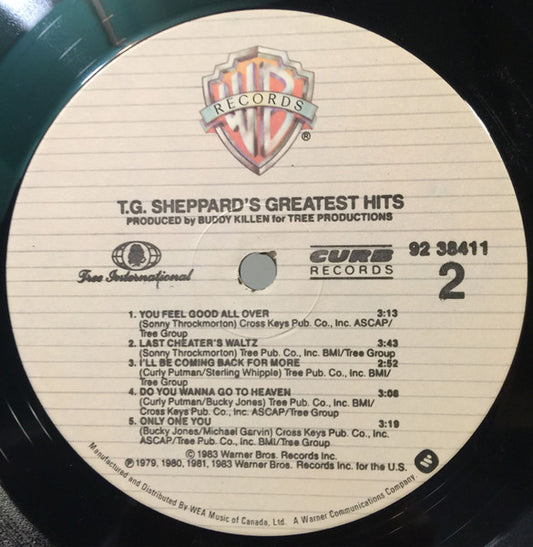 WB
RECORDS
®
T.G. SHEPPARD'S GREATEST HITS
PRODUCED by BUDDY KILLEN for TREE PRODUCTIONS
Tree International
CURB
RECORDS
92 38411
2
1. YOU FEEL GOOD ALL OVER 3:13
(Sonny Throckmorton) Cross Keys Pub. Co., Inc. ASCAP/
Tree Group
2. LAST CHEATER'S WALTZ 3:43
(Sonny Throckmorton) Tree Pub. Co., Inc. BMI/Tree Group
3. I'LL BE COMING BACK FOR MORE 2:52
(Curly Putman/Sterling Whipple) Tree Pub. Co., Inc. BMI/
Tree Group
4. DO YOU WANNA GO TO HEAVEN 3:08
(Curly Putman/Bucky Jones) Tree Pub. Co., Inc. BMI/
Cross Keys Pub. Co., Inc. ASCAP/Tree Group
5. ONLY ONE YOU 3:19
(Bucky Jones/Michael Garvin) Cross Keys Pub. Co., Inc.
ASCAP/Tree Pub. Co., Inc. BMI/Tree Group
© 1983 Warner Bros. Records Inc.
℗ 1979, 1980, 1981, 1983 Warner Bros. Records Inc. for the U.S.
Manufactured and Distributed By WEA Music of Canada, Ltd. A Warner Communications Company